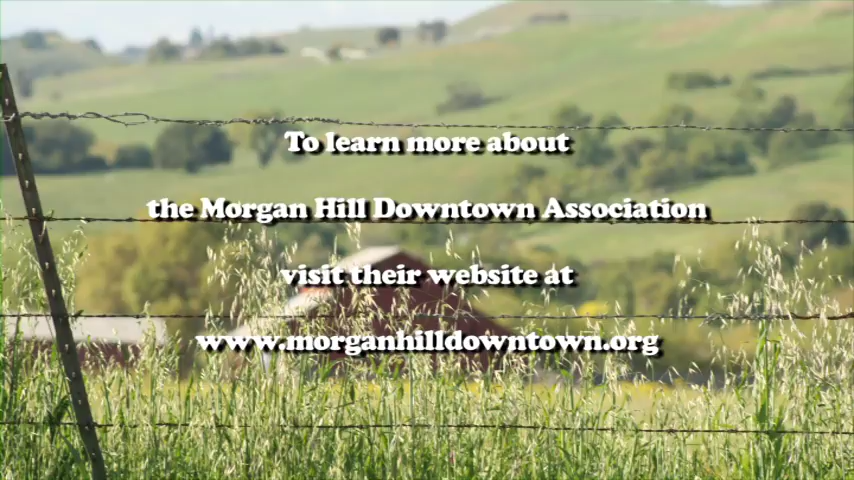 To learn more about
the Morgan Hill Downtown Association
visit their website at
www.morganhilldowntown.org